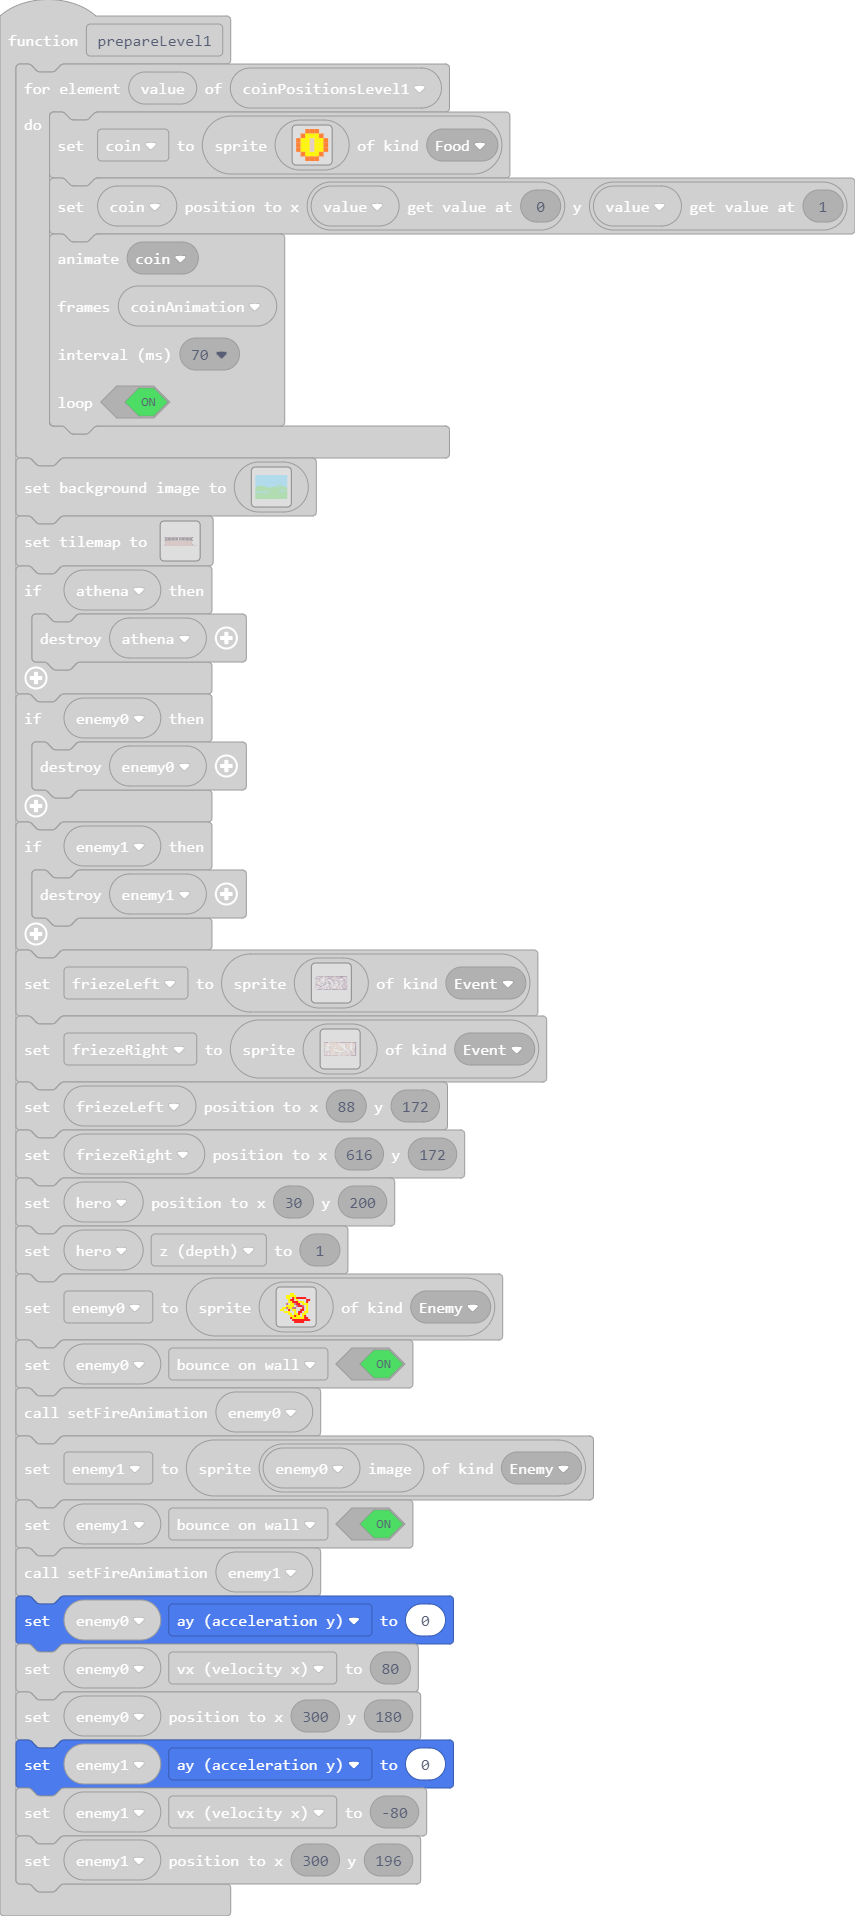 function prepareLevel1
for element value of coinPositionsLevel1
do
set coin to sprite of kind Food
set coin position to x value get value at 0 y value get value at 1
animate coin
frames coinAnimation
interval (ms) 70
loop ON
set background image to
set tilemap to
if athena then
destroy athena
if enemy0 then
destroy enemy0
if enemy1 then
destroy enemy1
set friezeLeft to sprite of kind Event
set friezeRight to sprite of kind Event
set friezeLeft position to x 88 y 172
set friezeRight position to x 616 y 172
set hero position to x 30 y 200
set hero z (depth) to 1
set enemy0 to sprite of kind Enemy
set enemy0 bounce on wall ON
call setFireAnimation enemy0
set enemy1 to sprite enemy0 image of kind Enemy
set enemy1 bounce on wall ON
call setFireAnimation enemy1
set enemy0 ay (acceleration y) to 0
set enemy0 vx (velocity x) to 80
set enemy0 position to x 300 y 180
set enemy1 ay (acceleration y) to 0
set enemy1 vx (velocity x) to -80
set enemy1 position to x 300 y 196